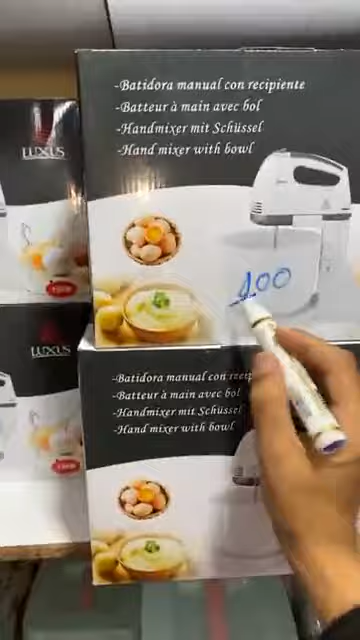 -Batidora manual con recipiente
-Batteur à main avec bol
-Handmixer mit Schüssel
-Hand mixer with bowl
LUXUS
100
LUXUS
-Batidora manual con
-Batteur à main avec bol
-Handmixer mit Schüssel
-Hand mixer with bowl